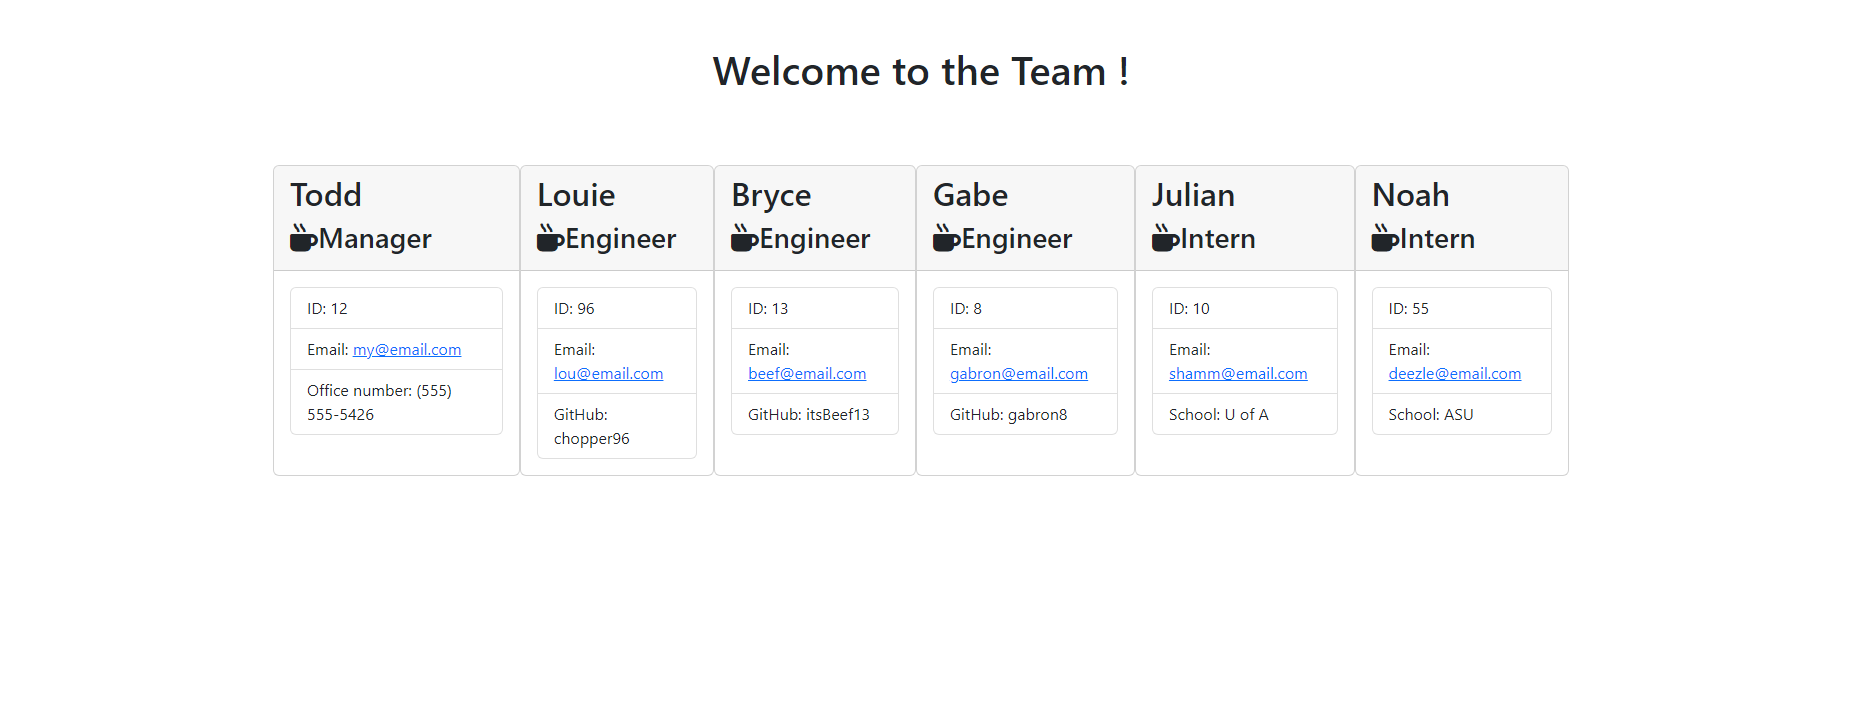 Welcome to the Team !
Todd
Manager
ID: 12
Email: my@email.com
Office number: (555)
555-5426
Louie
Engineer
ID: 96
Email:
lou@email.com
GitHub:
chopper96
Bryce
Engineer
ID: 13
Email:
beef@email.com
GitHub: itsBeef13
Gabe
Engineer
ID: 8
Email:
gabron@email.com
GitHub: gabron8
Julian
Intern
ID: 10
Email:
shamm@email.com
School: U of A
Noah
Intern
ID: 55
Email:
deezle@email.com
School: ASU